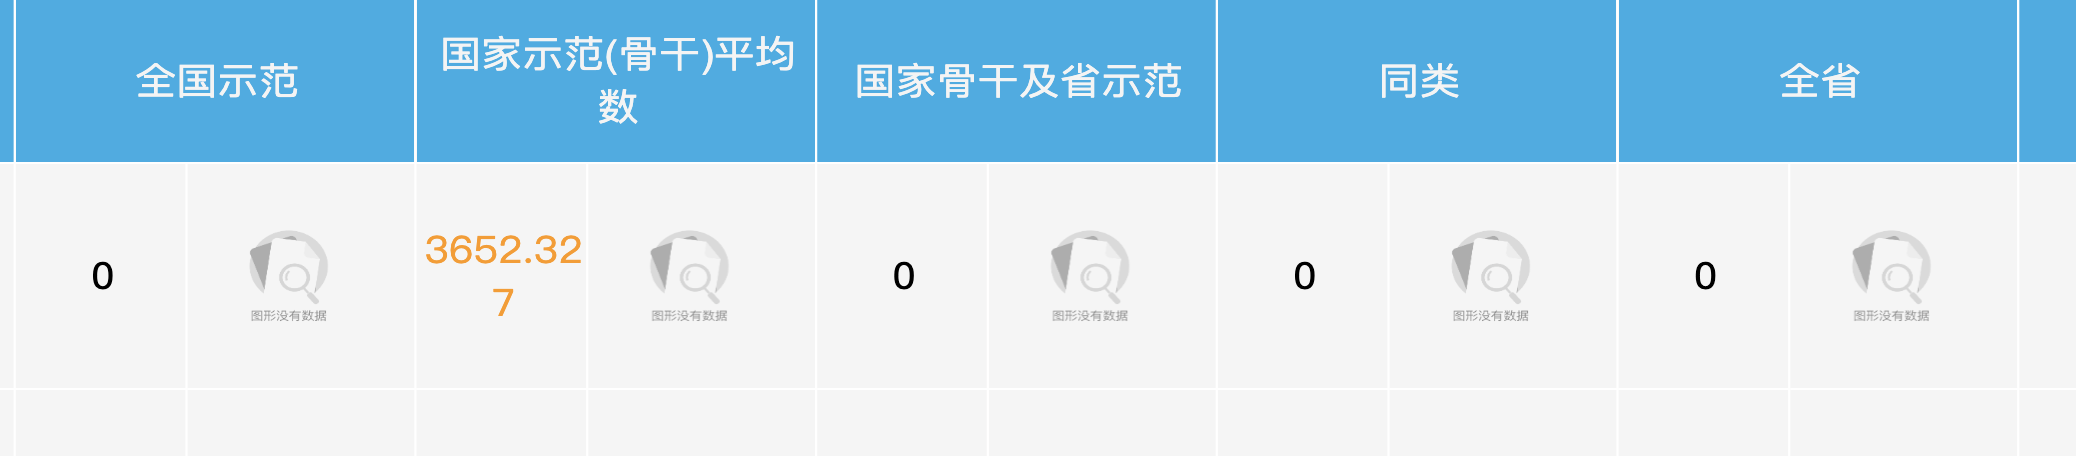 全国示范
国家示范(骨干)平均
数
国家骨干及省示范
同类
全省
0
图形没有数据
3652.32
7
图形没有数据
0
图形没有数据
0
图形没有数据
0
图形没有数据